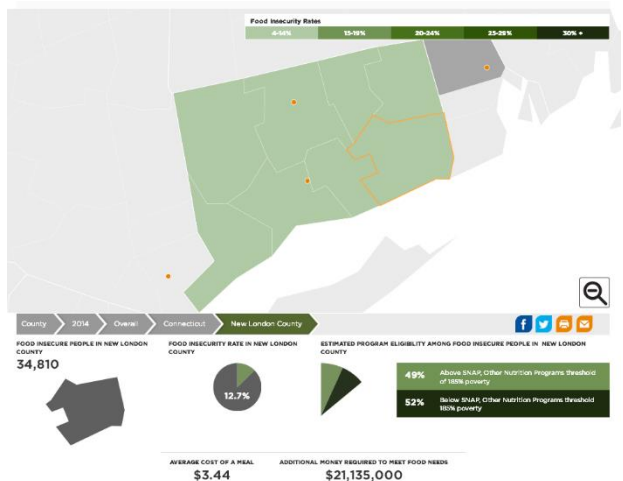 Food Insecurity Rates
4-14%
15-19%
20-24%
25-29%
30% +
County
2014
Overall
Connecticut
New London County
f
FOOD INSECURE PEOPLE IN NEW LONDON
COUNTY
34,810
FOOD INSECURITY RATE IN NEW LONDON
COUNTY
12.7%
ESTIMATED PROGRAM ELIGIBLITY AMONG FOOD INSECURE PEOPLE IN NEW LONDON
COUNTY
49%
Above SNAP, Other Nutrition Programs threshold
of 185% poverty
52%
Below SNAP, Other Nutrition Programs threshold
185% poverty
AVERAGE COST OF A MEAL
$3.44
ADDITIONAL MONEY REQUIRED TO MEET FOOD NEEDS
$21,135,000